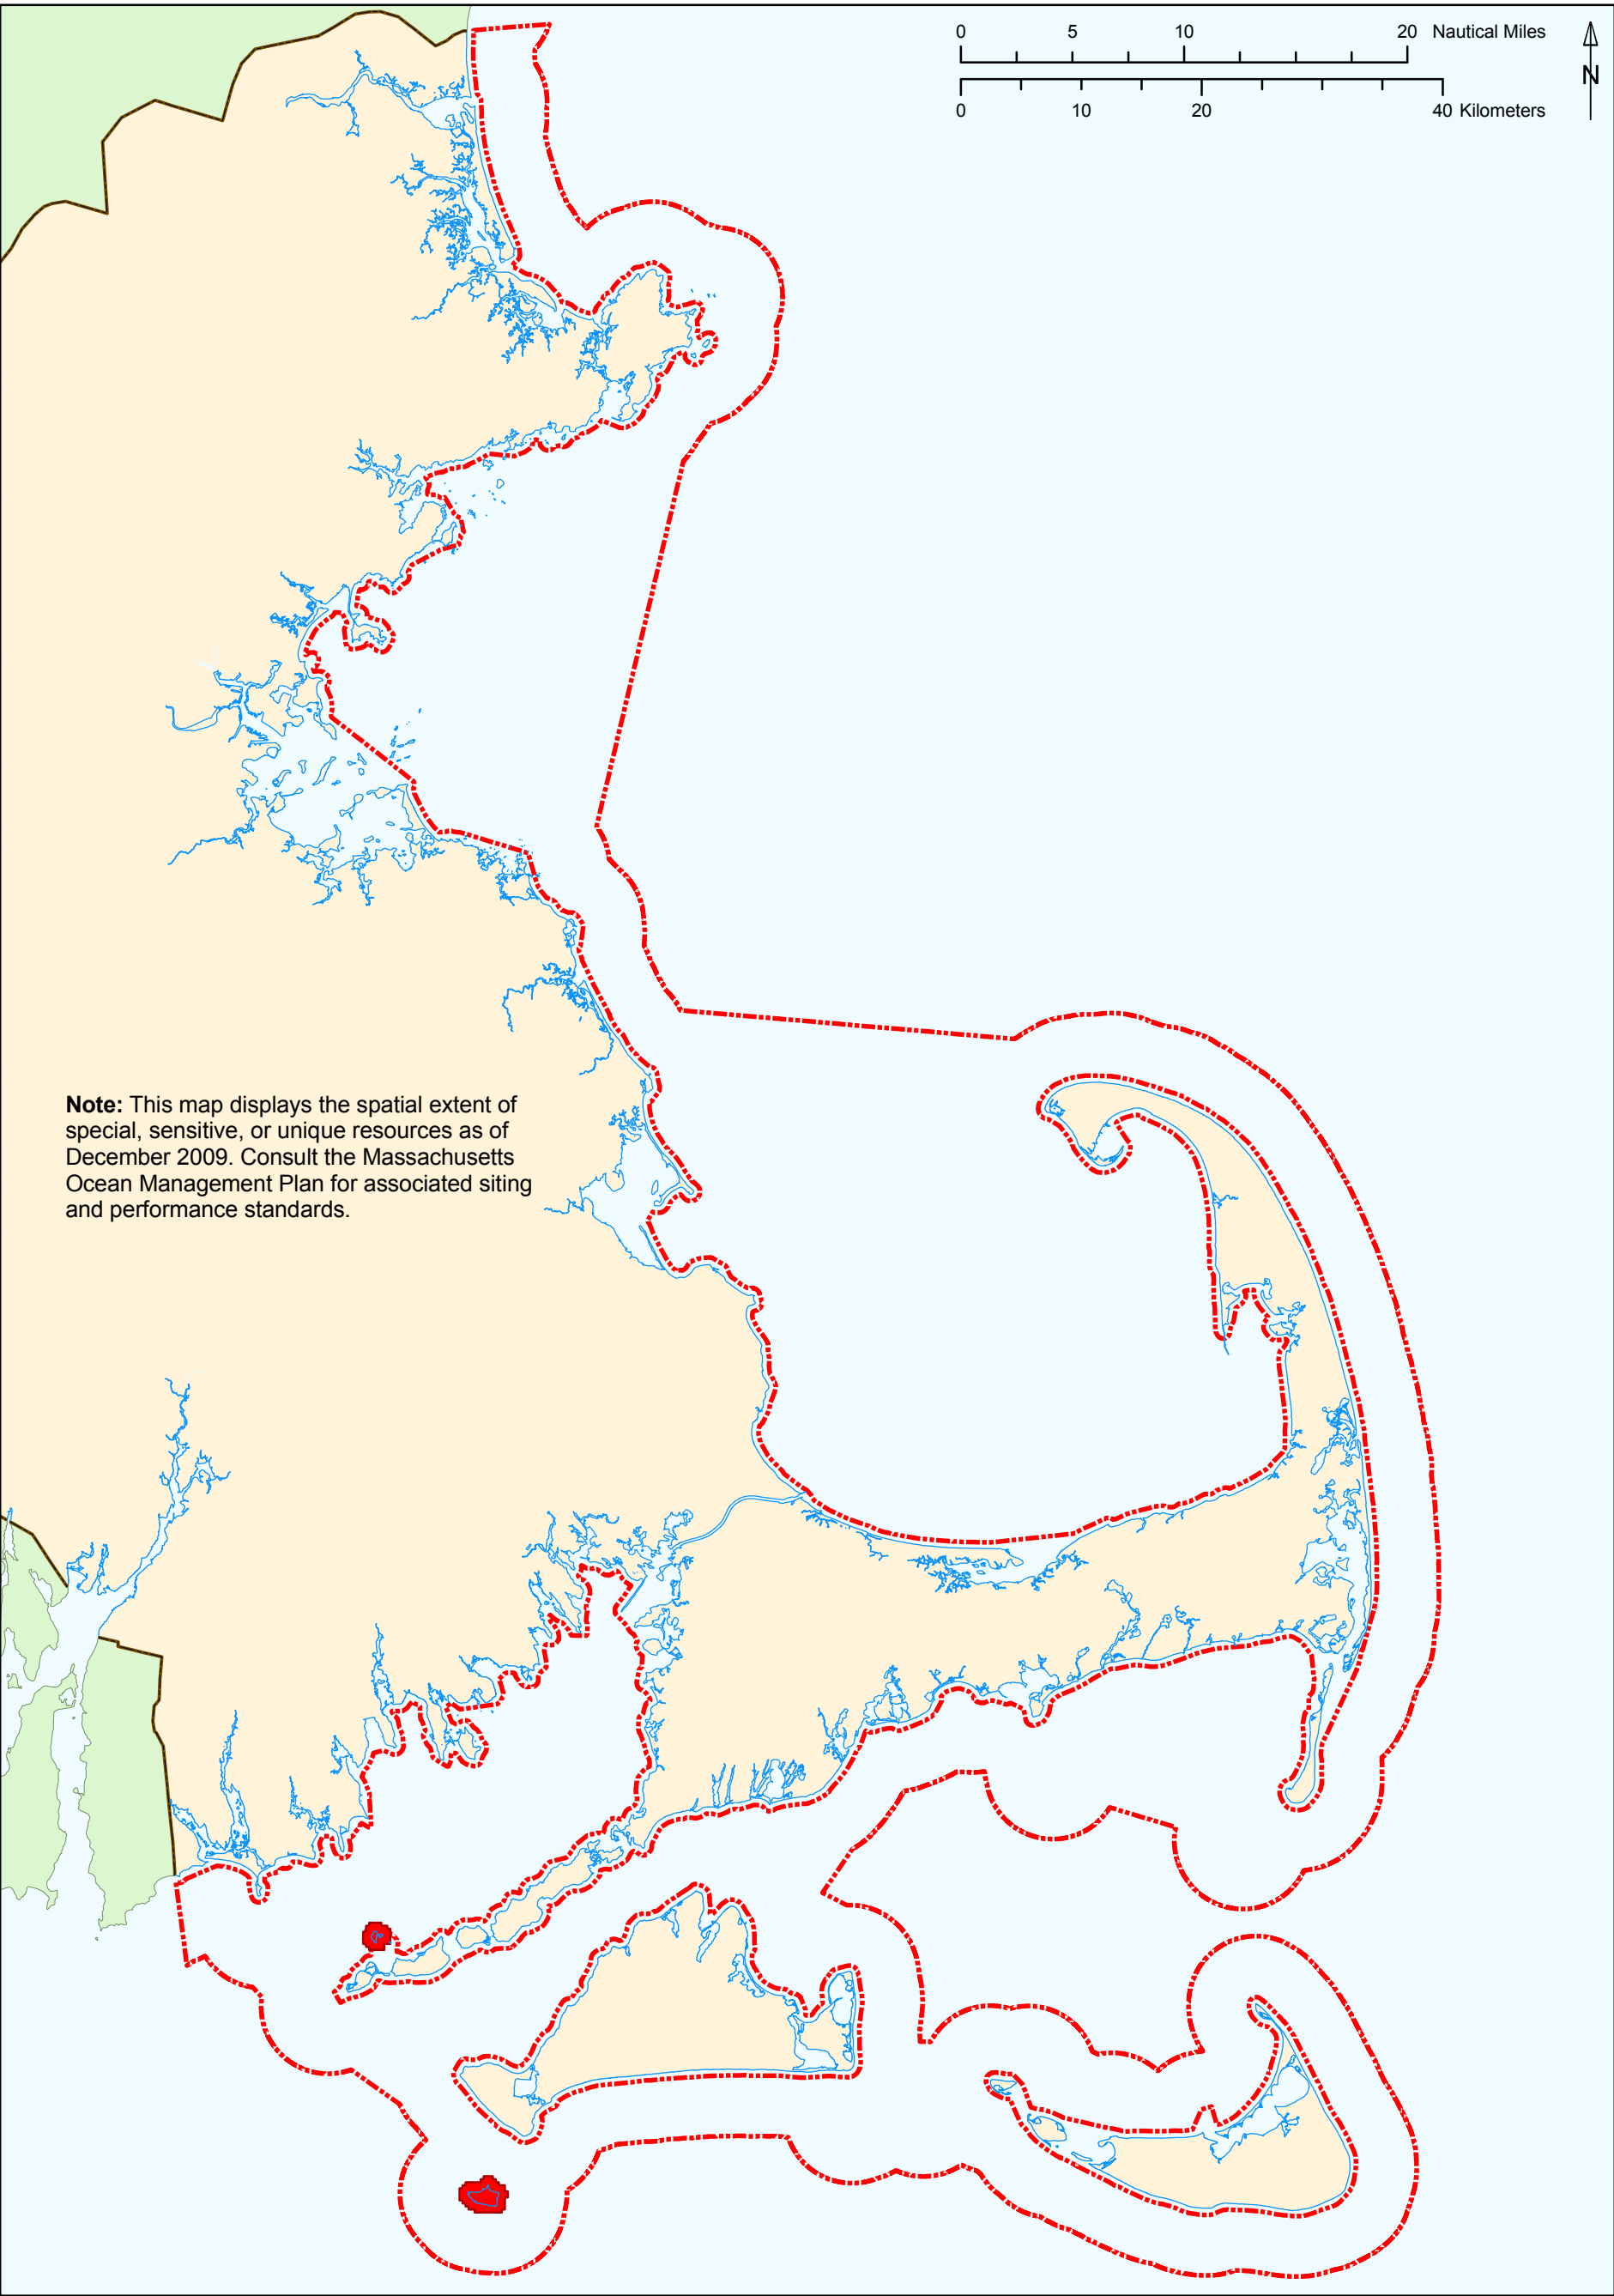 0 5 10 20 Nautical Miles
N
0 10 20 40 Kilometers
Note: This map displays the spatial extent of
special, sensitive, or unique resources as of
December 2009. Consult the Massachusetts
Ocean Management Plan for associated siting
and performance standards.